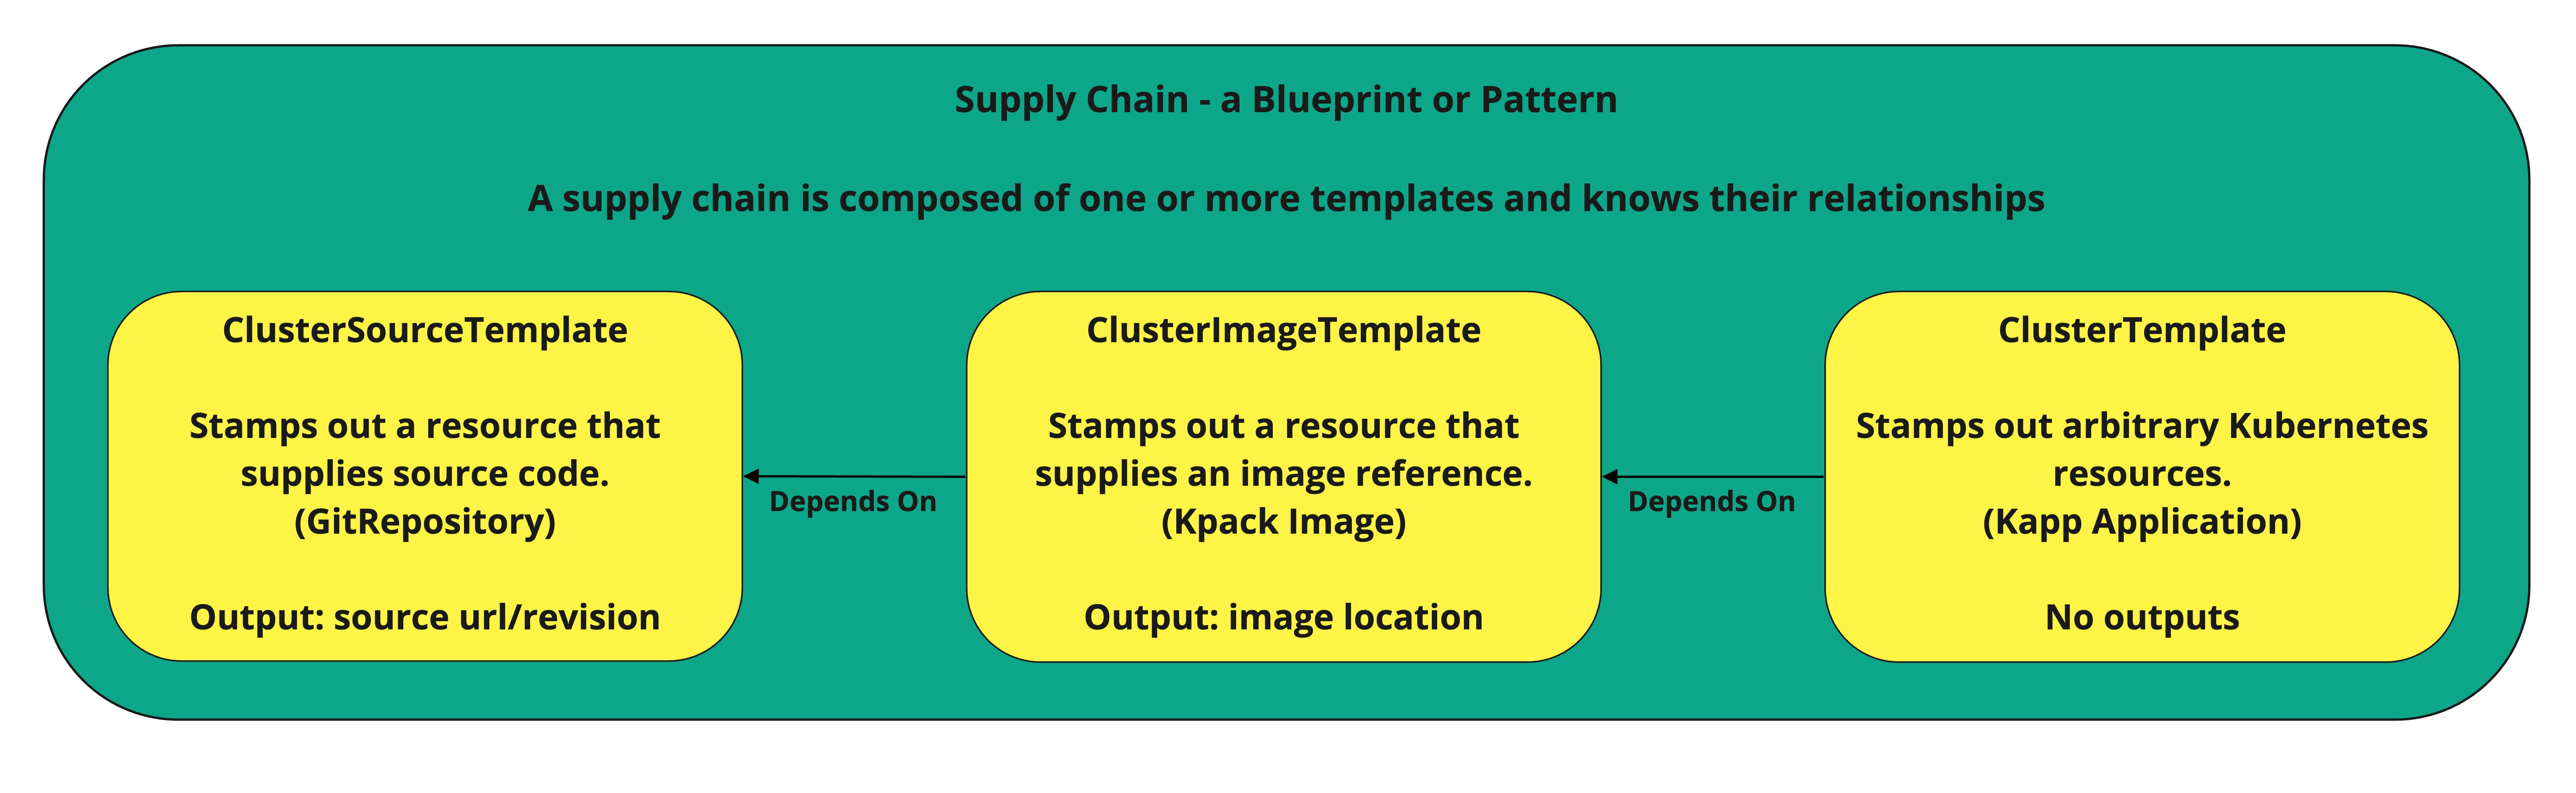 Supply Chain - a Blueprint or Pattern
A supply chain is composed of one or more templates and knows their relationships
ClusterSourceTemplate
Stamps out a resource that
supplies source code.
(GitRepository)
Output: source url/revision
Depends On
ClusterImageTemplate
Stamps out a resource that
supplies an image reference.
(Kpack Image)
Output: image location
Depends On
ClusterTemplate
Stamps out arbitrary Kubernetes
resources.
(Kapp Application)
No outputs